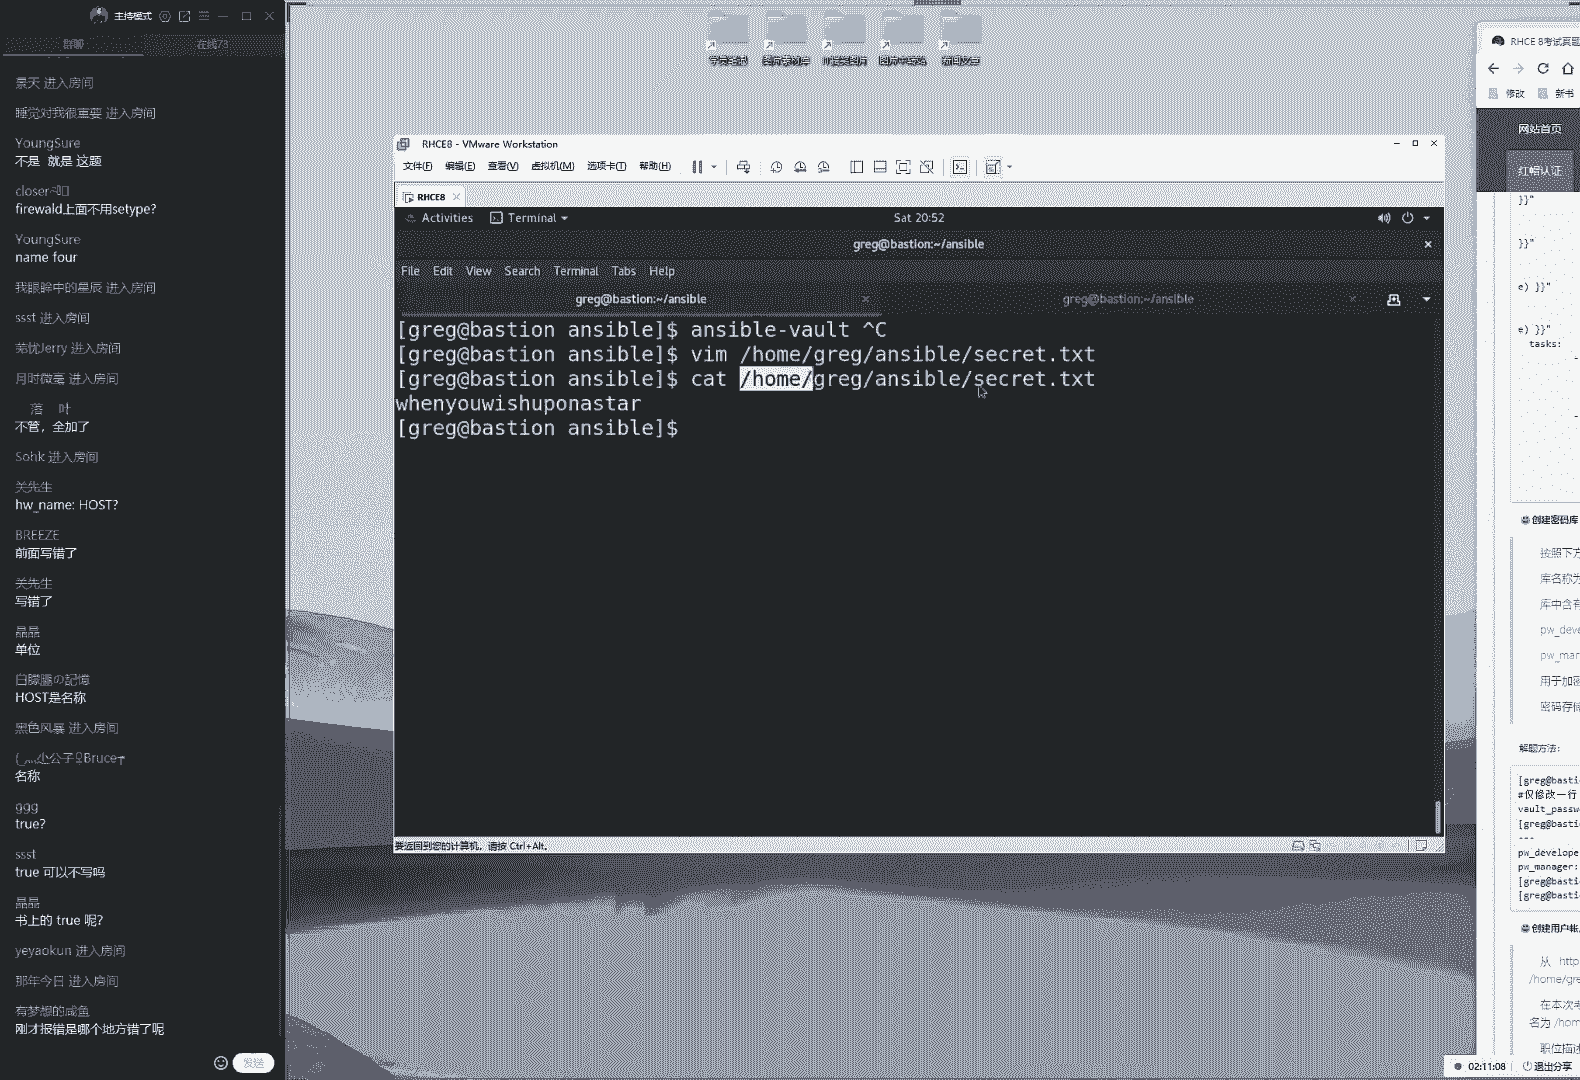 主持模式
群聊
在线73
景天 进入房间
睡觉对我很重要 进入房间
YoungSure
不是 就是 这题
closer
firewald上面不用setype?
YoungSure
name four
我眼眸中的星辰 进入房间
ssst 进入房间
芜忧Jerry 进入房间
月时微毫 进入房间
落 叶
不管，全加了
Sohk 进入房间
关先生
hw_name: HOST?
BREEZE
前面写错了
关先生
写错了
晶晶
单位
白朦朧の記憶
HOST是名称
黑色风暴 进入房间
小公子♀Bruce
名称
ggg
true?
ssst
true 可以不写吗
晶晶
书上的 true 呢?
yeyaokun 进入房间
那年今日 进入房间
有梦想的咸鱼
刚才报错是哪个地方错了呢
发送
RHCE8 - VMware Workstation
文件(F) 编辑(E) 查看(V) 虚拟机(M) 选项卡(T) 帮助(H)
RHCE8
Activities Terminal Sat 20:52
greg@bastion:~/ansible
File Edit View Search Terminal Tabs Help
greg@bastion:~/ansible greg@bastion:~/ansible
[greg@bastion ansible]$ ansible-vault ^C
[greg@bastion ansible]$ vim /home/greg/ansible/secret.txt
[greg@bastion ansible]$ cat /home/greg/ansible/secret.txt
whenyouwishuponastar
[greg@bastion ansible]$
要返回到您的计算机，请按 Ctrl+Alt。
RHCE 8考试真题
修改 新书
网站首页
红帽认证
}}"
}}"
e) }}"
e) }}"
tasks:
-
-
创建密码库
按照下方
库名称为
库中含有
pw_deve
pw_mar
用于加密
密码存储
解题方法:
[greg@basti
#仅修改一行
vault_passw
[greg@basti
---
pw_develope
pw_manager:
[greg@basti
[greg@basti
创建用户帐
从 http
/home/gre
在本次考
名为 /hom
职位描述
02:11:08 退出分享